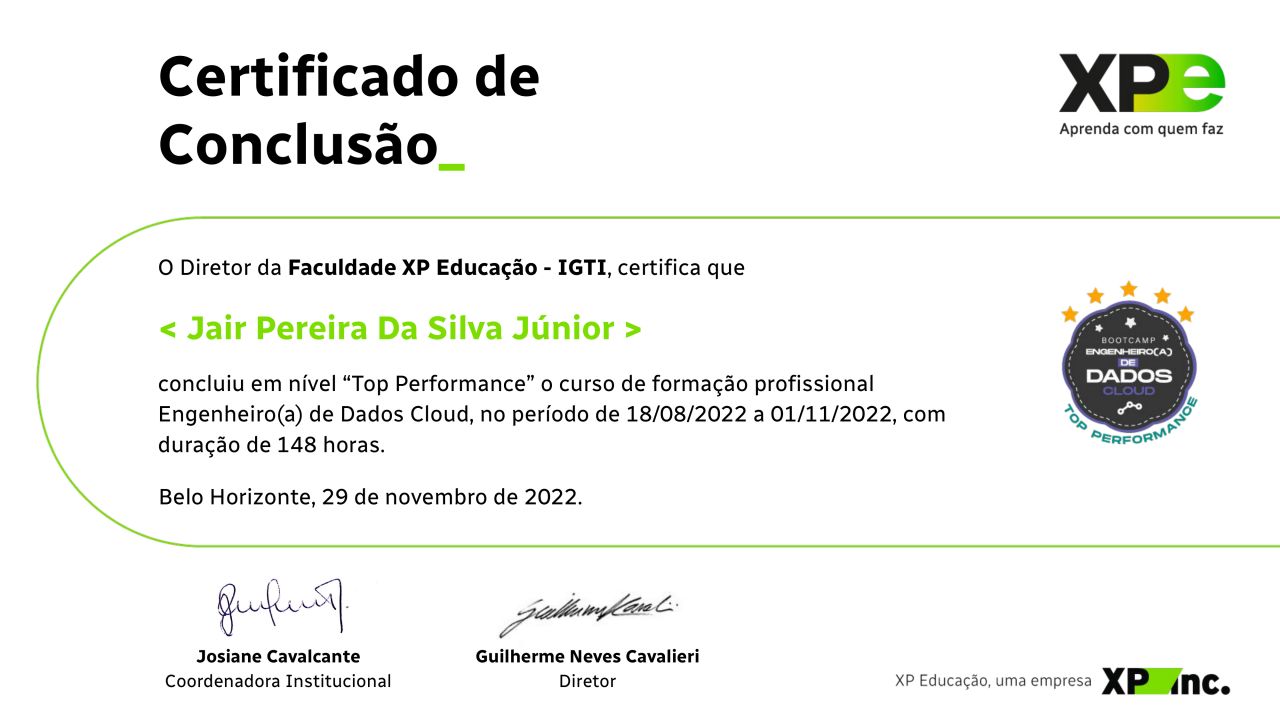 Certificado de
Conclusão_
XPe
Aprenda com quem faz
O Diretor da Faculdade XP Educação - IGTI, certifica que
< Jair Pereira Da Silva Júnior >
concluiu em nível “Top Performance” o curso de formação profissional
Engenheiro(a) de Dados Cloud, no período de 18/08/2022 a 01/11/2022, com
duração de 148 horas.
Belo Horizonte, 29 de novembro de 2022.
BOOTCAMP
ENGENHEIRO(A)
DE
DADOS
CLOUD
TOP PERFORMANCE
Josiane Cavalcante
Coordenadora Institucional
Guilherme Neves Cavalieri
Diretor
XP Educação, uma empresa XP inc.